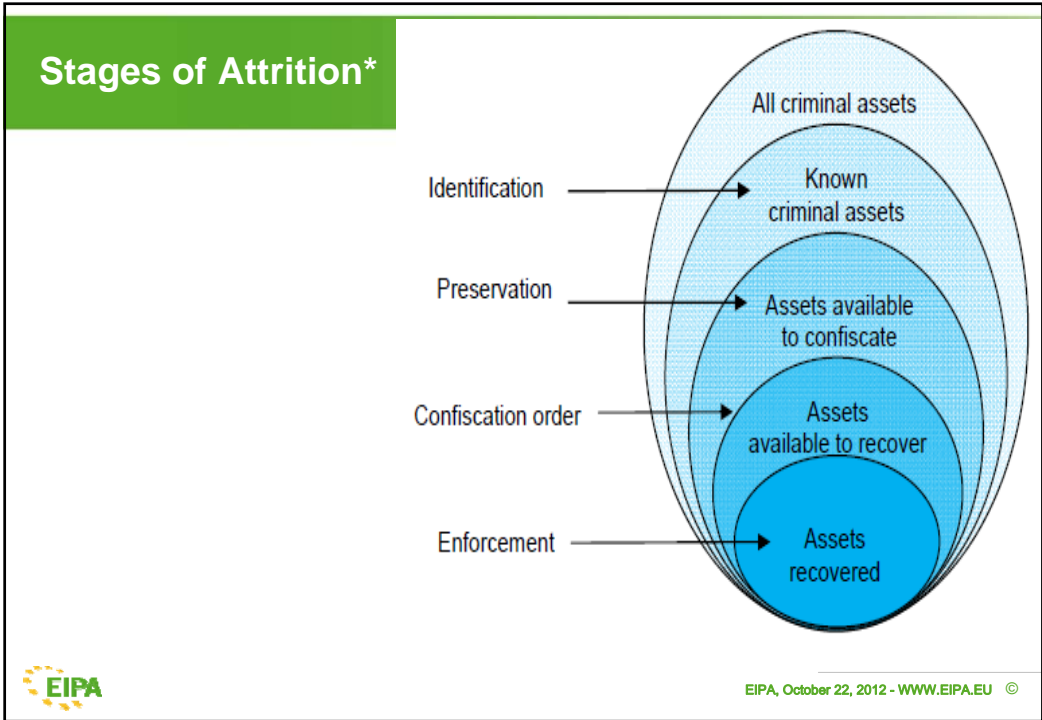 Stages of Attrition*
All criminal assets
Identification
Known
criminal assets
Preservation
Assets available
to confiscate
Confiscation order
Assets
available to recover
Enforcement
Assets
recovered
EIPA
EIPA, October 22, 2012 - WWW.EIPA.EU ©